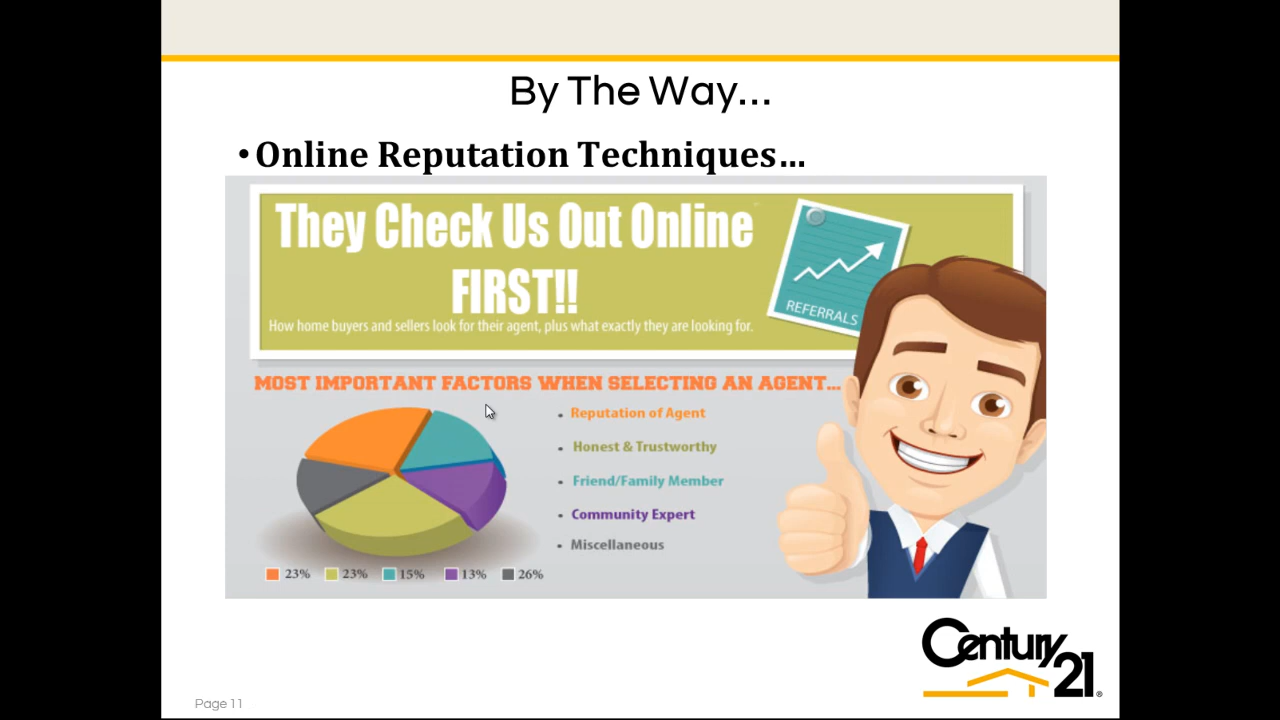 By The Way...
• Online Reputation Techniques...
They Check Us Out Online
FIRST!!
How home buyers and sellers look for their agent, plus what exactly they are looking for.
REFERRALS
MOST IMPORTANT FACTORS WHEN SELECTING AN AGENT...
• Reputation of Agent
• Honest & Trustworthy
• Friend/Family Member
• Community Expert
• Miscellaneous
23% 23% 15% 13% 26%
Century 21®
Page 11